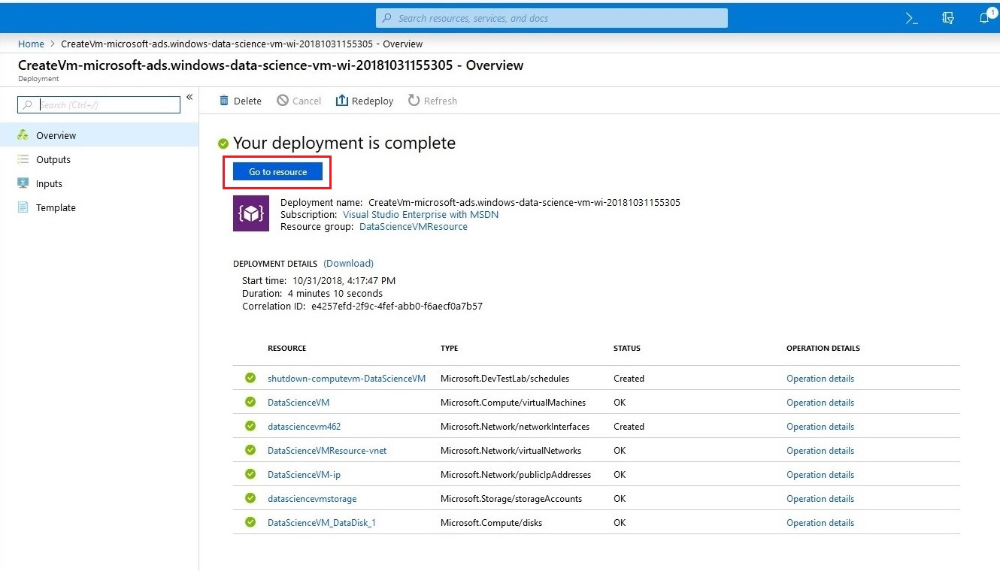 Search resources, services, and docs
1
Home > CreateVm-microsoft-ads.windows-data-science-vm-wi-20181031155305 - Overview
CreateVm-microsoft-ads.windows-data-science-vm-wi-20181031155305 - Overview
Deployment
Search (Ctrl+/)
«
Overview
Outputs
Inputs
Template
Delete Cancel Redeploy Refresh
Your deployment is complete
Go to resource
Deployment name: CreateVm-microsoft-ads.windows-data-science-vm-wi-20181031155305
Subscription: Visual Studio Enterprise with MSDN
Resource group: DataScienceVMResource
DEPLOYMENT DETAILS (Download)
Start time: 10/31/2018, 4:17:47 PM
Duration: 4 minutes 10 seconds
Correlation ID: e4257efd-2f9c-4fef-abb0-f6aecf0a7b57
RESOURCE TYPE STATUS OPERATION DETAILS
shutdown-computevm-DataScienceVM Microsoft.DevTestLab/schedules Created Operation details
DataScienceVM Microsoft.Compute/virtualMachines OK Operation details
datasciencevm462 Microsoft.Network/networkInterfaces Created Operation details
DataScienceVMResource-vnet Microsoft.Network/virtualNetworks OK Operation details
DataScienceVM-ip Microsoft.Network/publicIpAddresses OK Operation details
datasciencevmstorage Microsoft.Storage/storageAccounts OK Operation details
DataScienceVM_DataDisk_1 Microsoft.Compute/disks OK Operation details